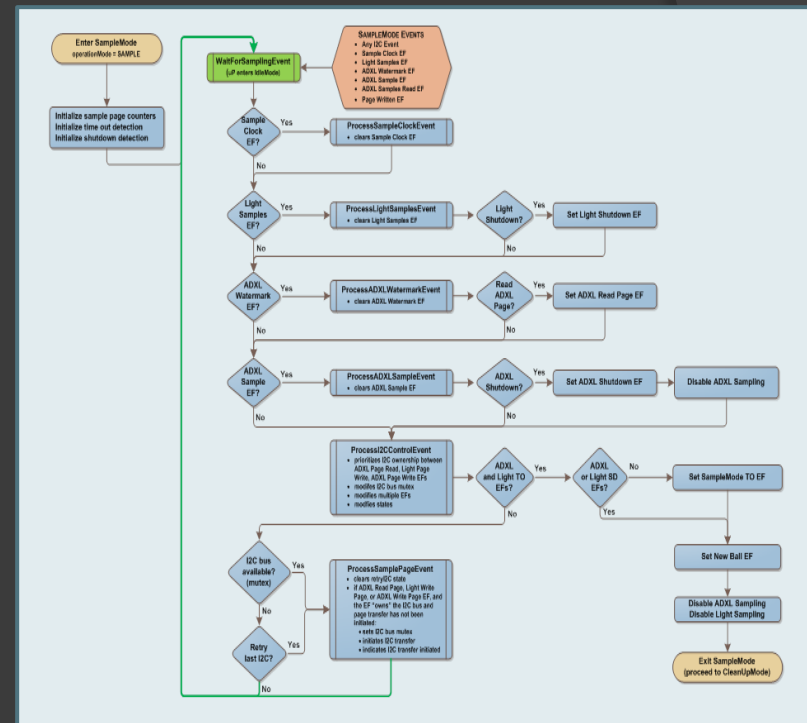 Enter SampleMode
operationMode = SAMPLE
Initialize sample page counters
Initialize time out detection
Initialize shutdown detection
WaitForSamplingEvent
(uP enters IdleMode)
SAMPLEMODE EVENTS
• Any I2C Event
• Sample Clock EF
• Light Samples EF
• ADXL Watermark EF
• ADXL Sample EF
• ADXL Samples Read EF
• Page Written EF
Sample
Clock
EF?
Yes
No
ProcessSampleClockEvent
• clears Sample Clock EF
Light
Samples
EF?
Yes
No
ProcessLightSamplesEvent
• clears Light Samples EF
Light
Shutdown?
Yes
No
Set Light Shutdown EF
ADXL
Watermark
EF?
Yes
No
ProcessADXLWatermarkEvent
• clears ADXL Watermark EF
Read
ADXL
Page?
Yes
No
Set ADXL Read Page EF
ADXL
Sample
EF?
Yes
No
ProcessADXLSampleEvent
• clears ADXL Sample EF
ADXL
Shutdown?
Yes
No
Set ADXL Shutdown EF
Disable ADXL Sampling
ProcessI2CControlEvent
• prioritizes I2C ownership between
ADXL Page Read, Light Page
Write, ADXL Page Write EFs
• modifes I2C bus mutex
• modifies multiple EFs
• modfies states
ADXL
and Light TO
EFs?
Yes
No
ADXL
or Light SD
EFs?
No
Yes
Set SampleMode TO EF
Set New Ball EF
Disable ADXL Sampling
Disable Light Sampling
Exit SampleMode
(proceed to CleanUpMode)
I2C bus
available?
(mutex)
Yes
No
Retry
last I2C?
Yes
No
ProcessSamplePageEvent
• clears retryI2C state
• if ADXL Read Page, Light Write
Page, or ADXL Write Page EF, and
the EF "owns" the I2C bus and
page transfer has not been
initiated:
• sets I2C bus mutex
• initiates I2C transfer
• indicates I2C transfer initiated